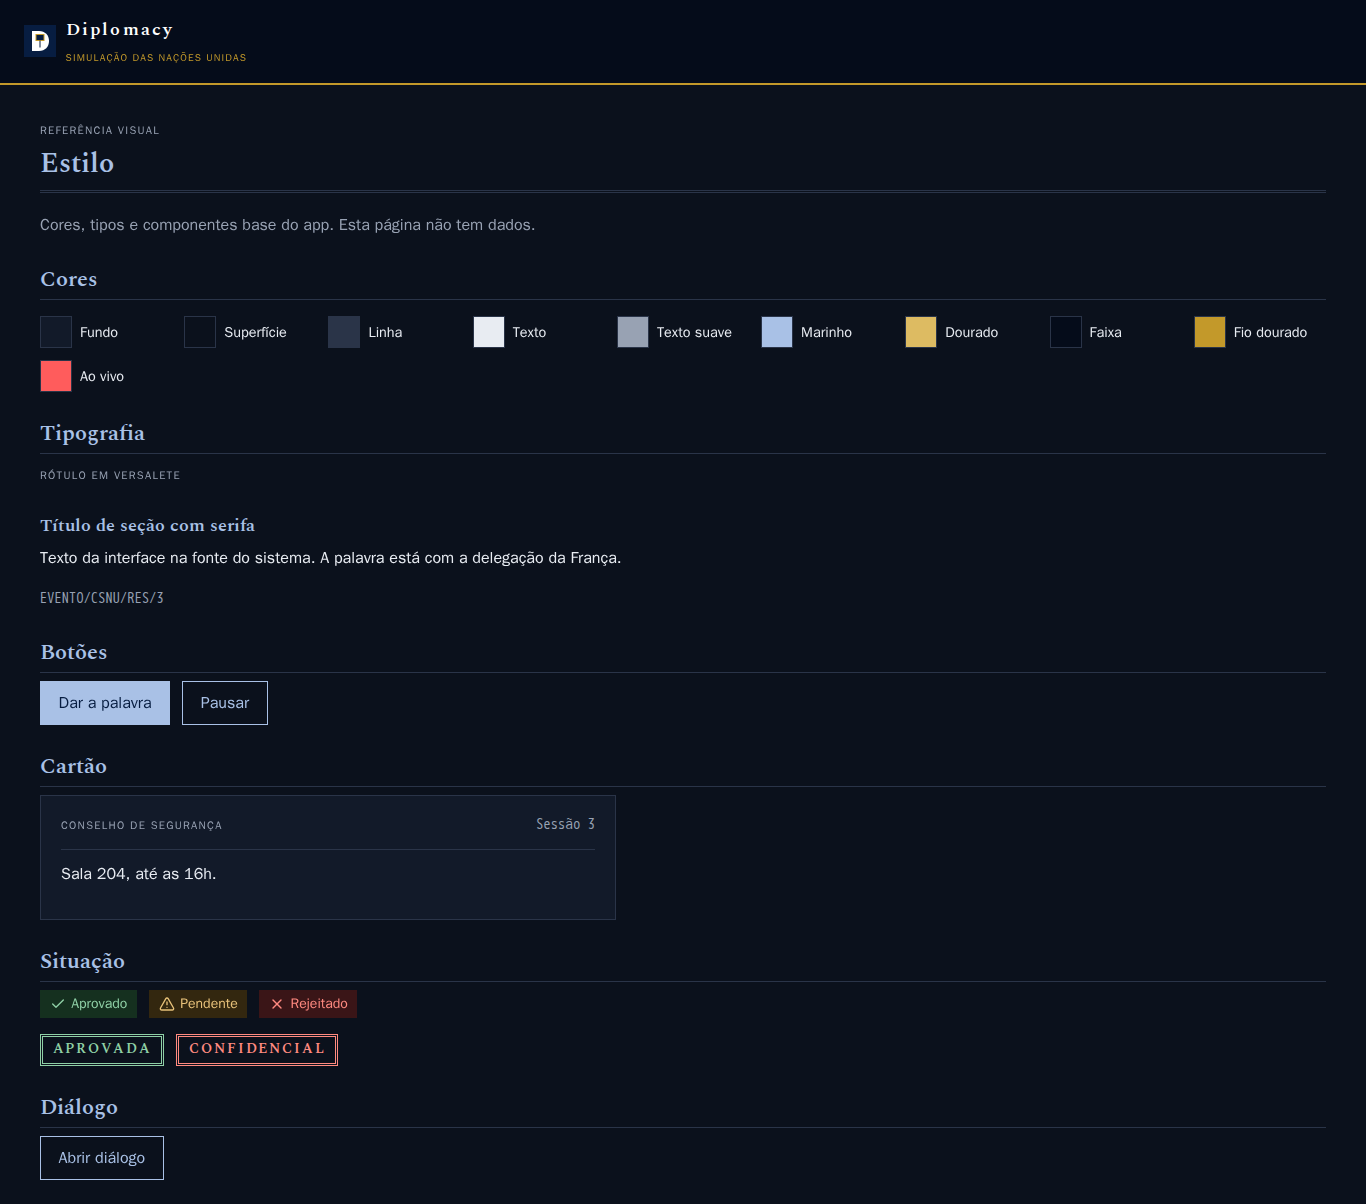 Diplomacy
SIMULAÇÃO DAS NAÇÕES UNIDAS
REFERÊNCIA VISUAL
Estilo
Cores, tipos e componentes base do app. Esta página não tem dados.
Cores
Fundo Superfície Linha Texto Texto suave Marinho Dourado Faixa Fio dourado
Ao vivo
Tipografia
RÓTULO EM VERSALETE
Título de seção com serifa
Texto da interface na fonte do sistema. A palavra está com a delegação da França.
EVENTO/CSNU/RES/3
Botões
Dar a palavra Pausar
Cartão
CONSELHO DE SEGURANÇA Sessão 3
Sala 204, até as 16h.
Situação
Aprovado Pendente Rejeitado
APROVADA CONFIDENCIAL
Diálogo
Abrir diálogo